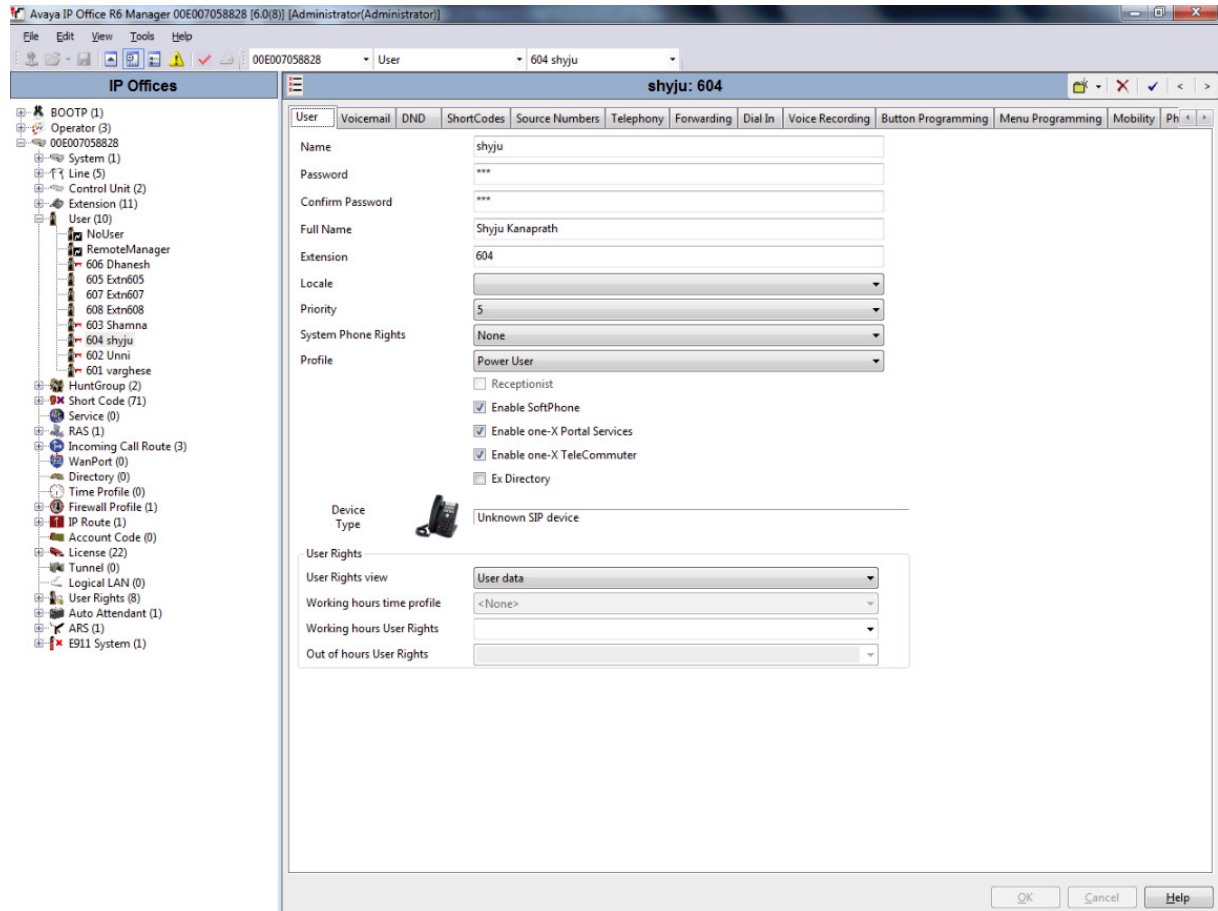 Avaya IP Office R6 Manager 00E007058828 [6.0(8)] [Administrator(Administrator)]
File Edit View Tools Help
00E007058828 User 604 shyju
IP Offices
BOOTP (1)
Operator (3)
00E007058828
System (1)
Line (5)
Control Unit (2)
Extension (11)
User (10)
NoUser
RemoteManager
606 Dhanesh
605 Extn605
607 Extn607
608 Extn608
603 Shamna
604 shyju
602 Unni
601 varghese
HuntGroup (2)
Short Code (71)
Service (0)
RAS (1)
Incoming Call Route (3)
WanPort (0)
Directory (0)
Time Profile (0)
Firewall Profile (1)
IP Route (1)
Account Code (0)
License (22)
Tunnel (0)
Logical LAN (0)
User Rights (8)
Auto Attendant (1)
ARS (1)
E911 System (1)
shyju: 604
User Voicemail DND ShortCodes Source Numbers Telephony Forwarding Dial In Voice Recording Button Programming Menu Programming Mobility Ph
Name shyju
Password ***
Confirm Password ***
Full Name Shyju Kanaprath
Extension 604
Locale
Priority 5
System Phone Rights None
Profile Power User
Receptionist
Enable SoftPhone
Enable one-X Portal Services
Enable one-X TeleCommuter
Ex Directory
Device
Type
Unknown SIP device
User Rights
User Rights view User data
Working hours time profile <None>
Working hours User Rights
Out of hours User Rights
OK Cancel Help